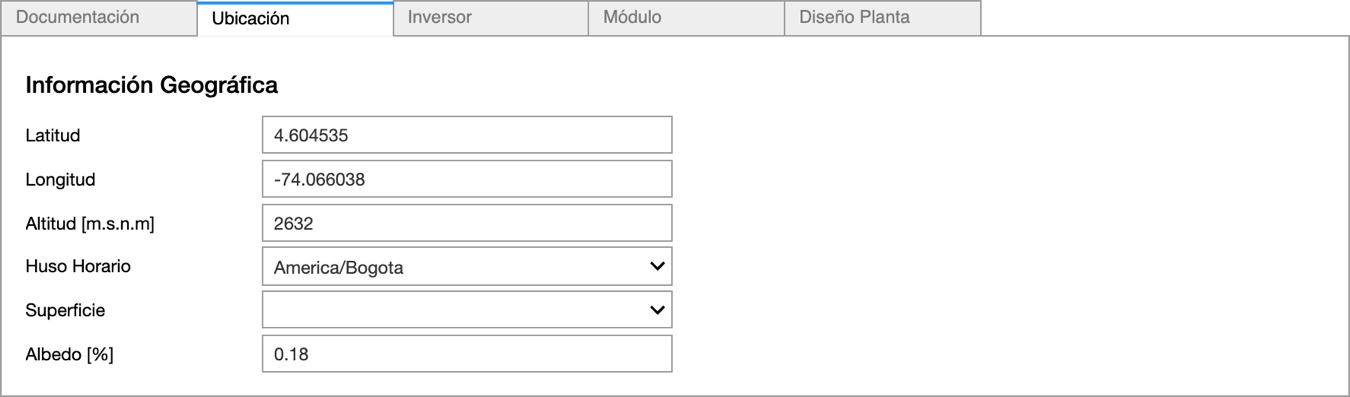 Documentación
Ubicación
Inversor
Módulo
Diseño Planta
Información Geográfica
Latitud 4.604535
Longitud -74.066038
Altitud [m.s.n.m] 2632
Huso Horario America/Bogota
Superficie
Albedo [%] 0.18